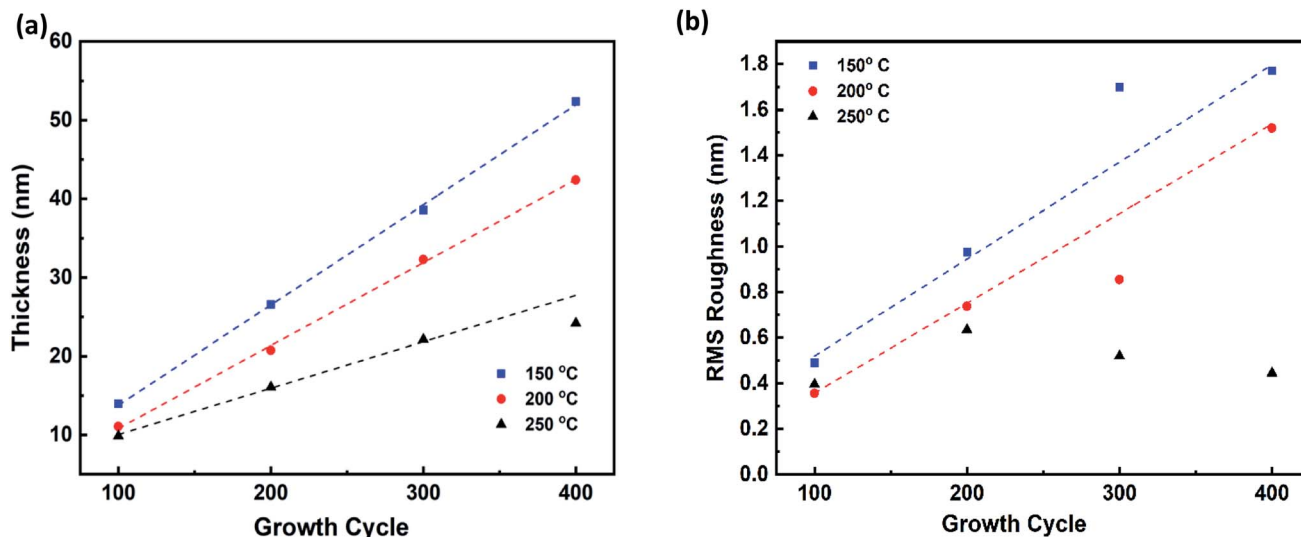 (a)
60
50
40
30
20
10
Thickness (nm)
150 °C
200 °C
250 °C
100 200 300 400
Growth Cycle
(b)
1.8
1.6
1.4
1.2
1.0
0.8
0.6
0.4
0.2
0.0
RMS Roughness (nm)
150° C
200° C
250° C
100 200 300 400
Growth Cycle